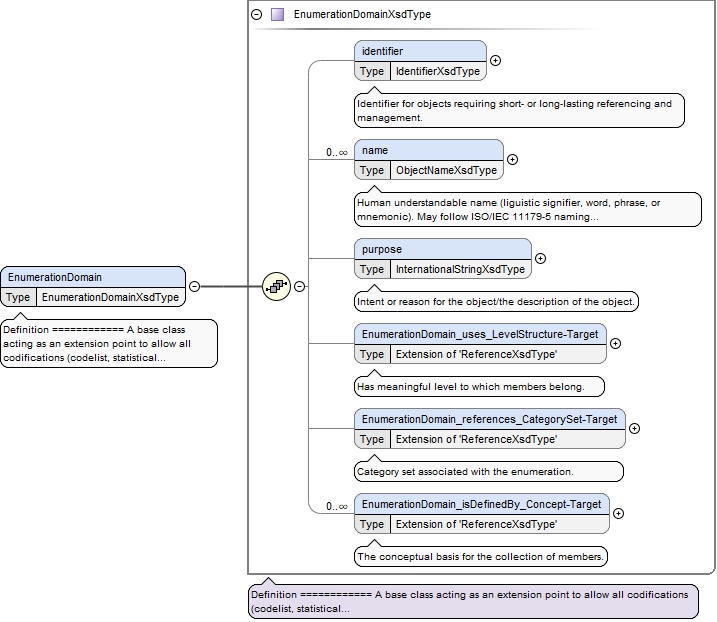 EnumerationDomainXsdType
identifier
Type IdentifierXsdType
Identifier for objects requiring short- or long-lasting referencing and
management.
0..∞
name
Type ObjectNameXsdType
Human understandable name (liguistic signifier, word, phrase, or
mnemonic). May follow ISO/IEC 11179-5 naming...
purpose
Type InternationalStringXsdType
Intent or reason for the object/the description of the object.
EnumerationDomain
Type EnumerationDomainXsdType
Definition ============ A base class
acting as an extension point to allow all
codifications (codelist, statistical...
EnumerationDomain_uses_LevelStructure-Target
Type Extension of 'ReferenceXsdType'
Has meaningful level to which members belong.
EnumerationDomain_references_CategorySet-Target
Type Extension of 'ReferenceXsdType'
Category set associated with the enumeration.
0..∞
EnumerationDomain_isDefinedBy_Concept-Target
Type Extension of 'ReferenceXsdType'
The conceptual basis for the collection of members.
Definition ============ A base class acting as an extension point to allow all codifications
(codelist, statistical...